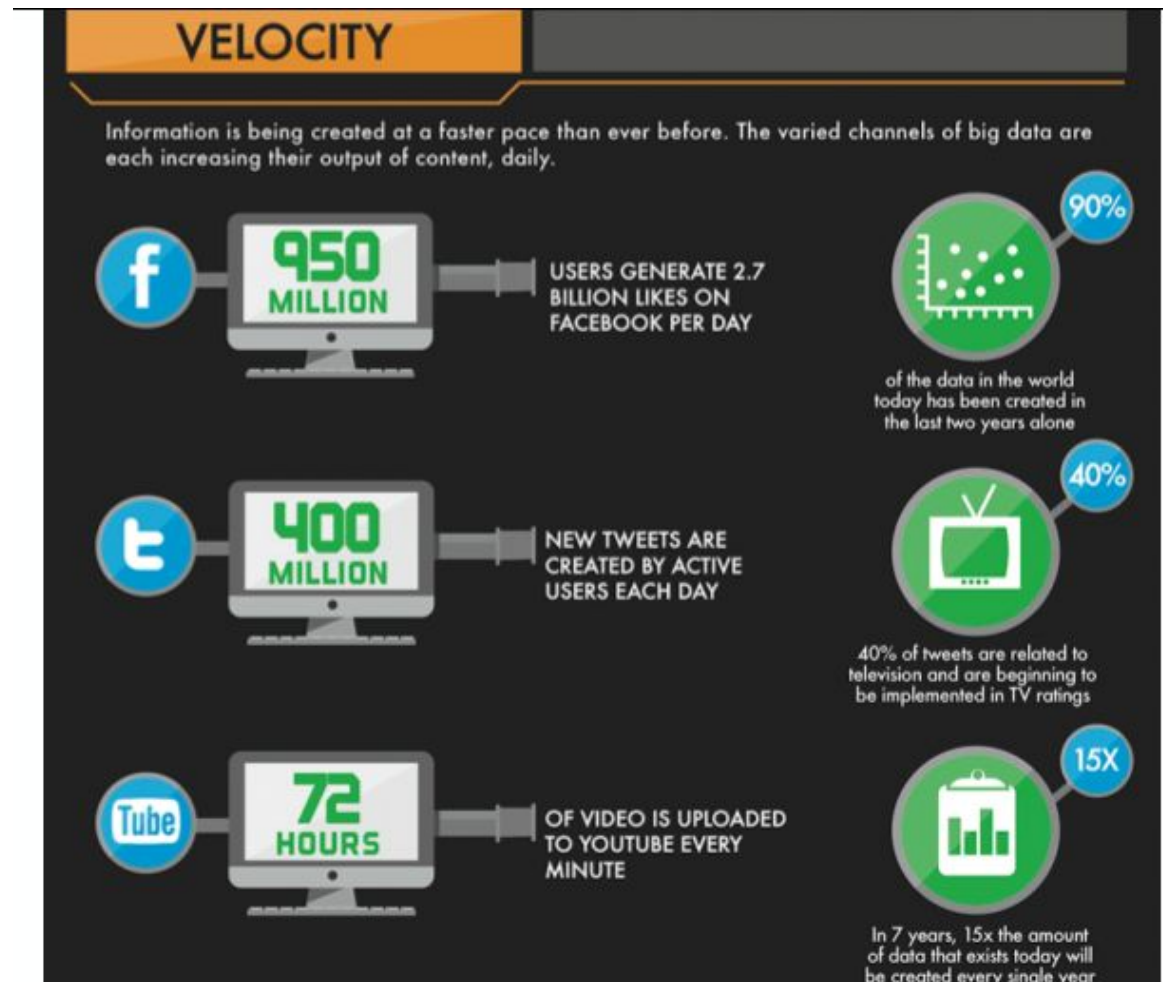 VELOCITY
Information is being created at a faster pace than ever before. The varied channels of big data are
each increasing their output of content, daily.
f
950
MILLION
USERS GENERATE 2.7
BILLION LIKES ON
FACEBOOK PER DAY
90%
of the data in the world
today has been created in
the last two years alone
t
400
MILLION
NEW TWEETS ARE
CREATED BY ACTIVE
USERS EACH DAY
40%
40% of tweets are related to
television and are beginning to
be implemented in TV ratings
Tube
72
HOURS
OF VIDEO IS UPLOADED
TO YOUTUBE EVERY
MINUTE
15X
In 7 years, 15x the amount
of data that exists today will
be created every single year